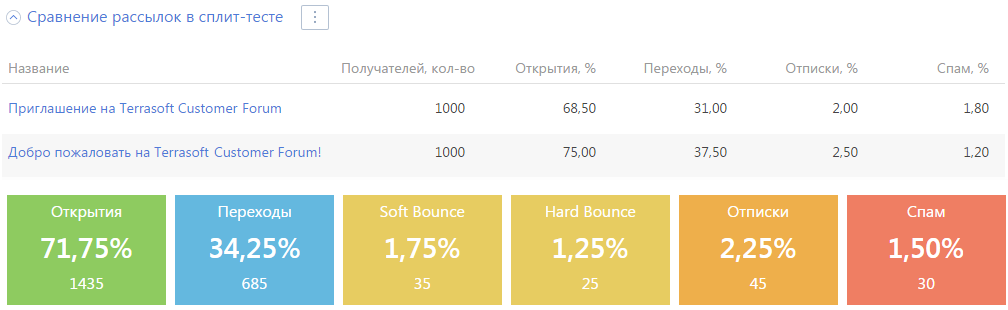 Сравнение рассылок в сплит-тесте
Название Получателей, кол-во Открытия, % Переходы, % Отписки, % Спам, %
Приглашение на Terrasoft Customer Forum 1000 68,50 31,00 2,00 1,80
Добро пожаловать на Terrasoft Customer Forum! 1000 75,00 37,50 2,50 1,20
Открытия Переходы Soft Bounce Hard Bounce Отписки Спам
71,75% 34,25% 1,75% 1,25% 2,25% 1,50%
1435 685 35 25 45 30